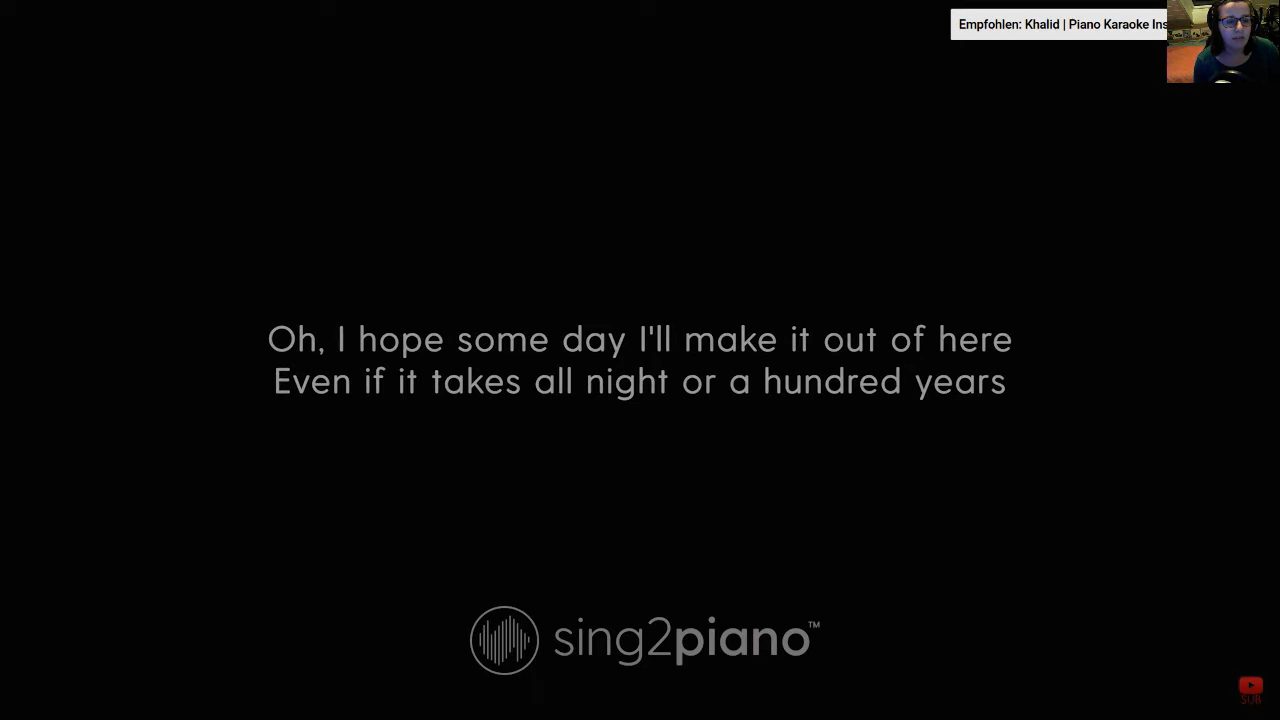 Empfohlen: Khalid | Piano Karaoke Ins
Oh, I hope some day I'll make it out of here
Even if it takes all night or a hundred years
sing2piano™
SUB